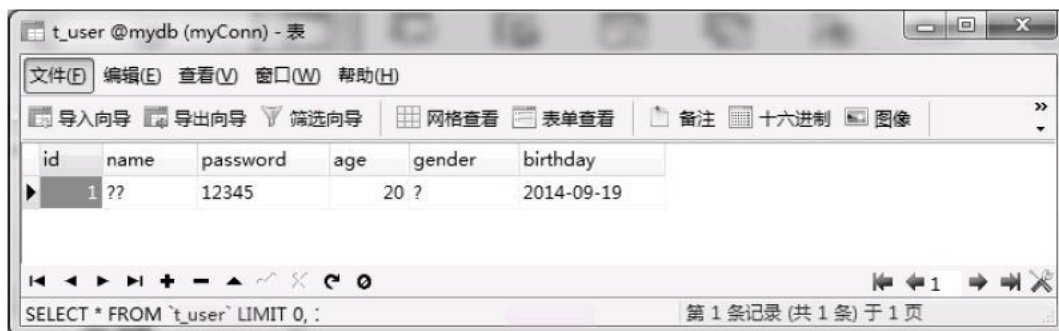 t_user @mydb (myConn) - 表
文件(F) 编辑(E) 查看(V) 窗口(W) 帮助(H)
导入向导 导出向导 筛选向导 网格查看 表单查看 备注 十六进制 图像 »
id name password age gender birthday
1 ?? 12345 20 ? 2014-09-19
1
SELECT * FROM `t_user` LIMIT 0, : 第 1 条记录 (共 1 条) 于 1 页